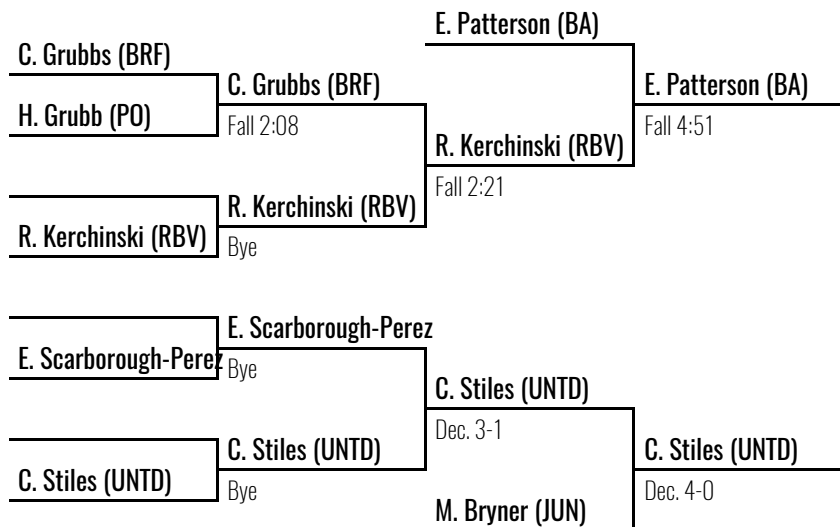 E. Patterson (BA)
C. Grubbs (BRF)
C. Grubbs (BRF)
E. Patterson (BA)
H. Grubb (PO)
Fall 2:08
Fall 4:51
R. Kerchinski (RBV)
Fall 2:21
R. Kerchinski (RBV)
R. Kerchinski (RBV)
Bye
E. Scarborough-Perez
E. Scarborough-Perez
Bye
C. Stiles (UNTD)
Dec. 3-1
C. Stiles (UNTD)
C. Stiles (UNTD)
C. Stiles (UNTD)
Bye
Dec. 4-0
M. Bryner (JUN)